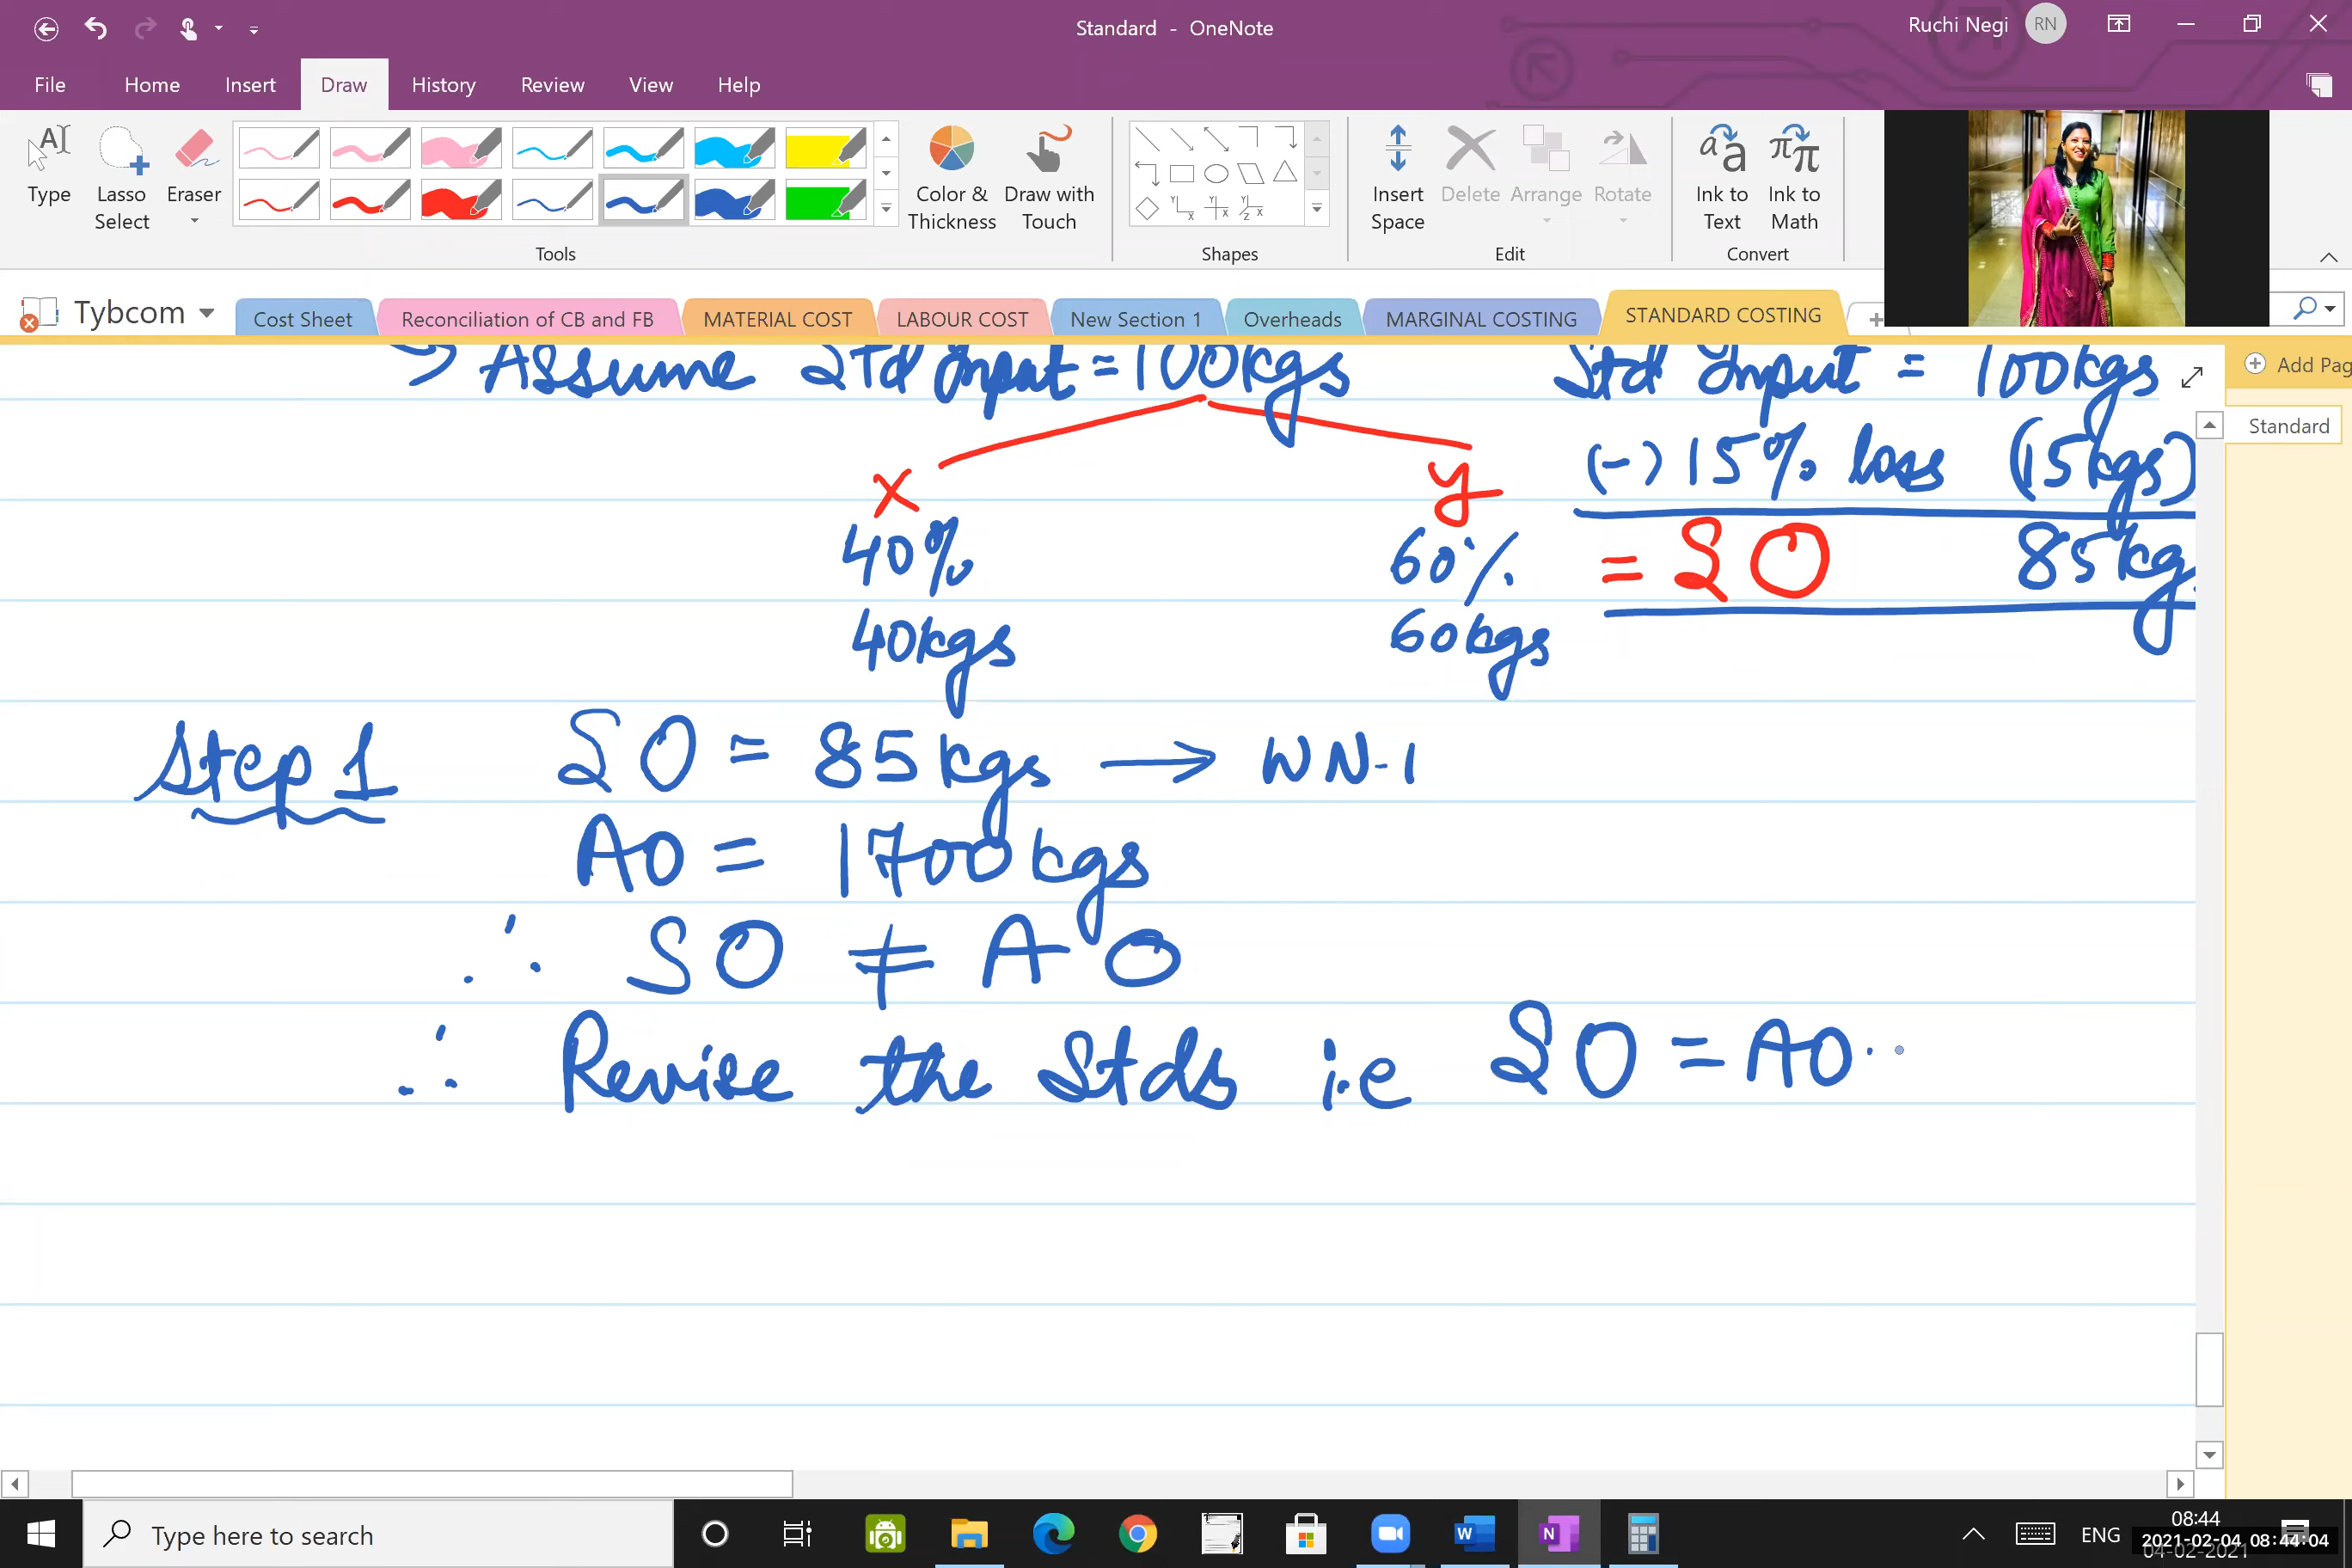 Standard - OneNote
Ruchi Negi RN
File Home Insert Draw History Review View Help
Type Lasso Select Eraser
Color & Thickness Draw with Touch
Insert Space Delete Arrange Rotate
Ink to Text Ink to Math
Tools Shapes Edit Convert
Tybcom Cost Sheet Reconciliation of CB and FB MATERIAL COST LABOUR COST New Section 1 Overheads MARGINAL COSTING STANDARD COSTING
Add Pag
Standard
→ Assume Std Input = 100kgs
x y
40% 60%
40kgs 60kgs
Std Input = 100kgs
(-) 15% loss (15kgs)
= SO 85kg
Step 1 SO = 85kgs → WN-1
AO = 1700kgs
∴ SO ≠ AO
∴ Revise the Stds i.e SO = AO.
Type here to search
ENG
08:44
2021-02-04 08:44:04
04-02-2021